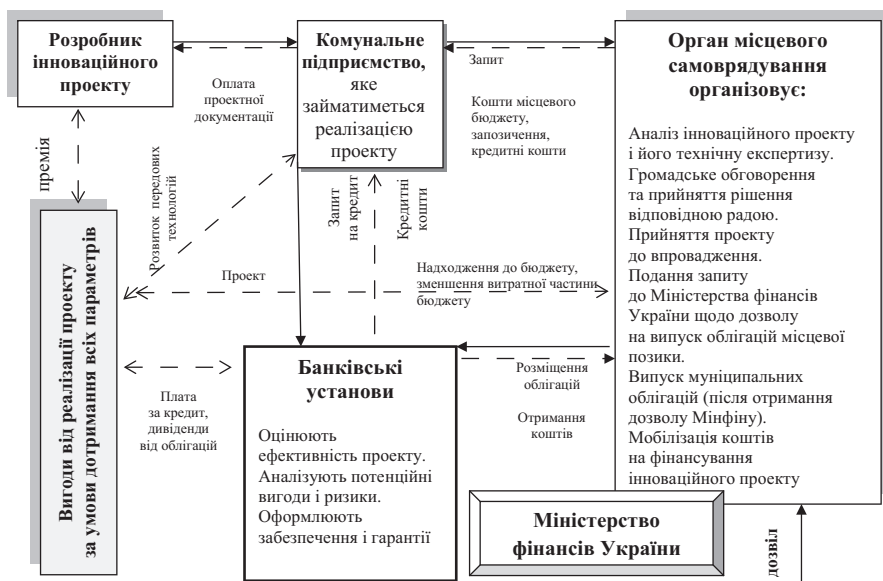 Розробник
інноваційного
проекту
Оплата
проектної
документації
Комунальне
підприємство,
яке
займатиметься
реалізацією
проекту
Запит
Кошти місцевого
бюджету,
запозичення,
кредитні кошти
Орган місцевого
самоврядування
організовує:
Аналіз інноваційного проекту
і його технічну експертизу.
Громадське обговорення
та прийняття рішення
відповідною радою.
Прийняття проекту
до впровадження.
Подання запиту
до Міністерства фінансів
України щодо дозволу
на випуск облігацій місцевої
позики.
Випуск муніципальних
облігацій (після отримання
дозволу Мінфіну).
Мобілізація коштів
на фінансування
інноваційного проекту
премія
Розвиток передових
технологій
Запит
на кредит
Кредитні
кошти
Проект
Надходження до бюджету,
зменшення витратної частини
бюджету
Вигоди від реалізації проекту
за умови дотримання всіх параметрів
Плата
за кредит,
дивіденди
від облігацій
Банківські
установи
Оцінюють
ефективність проекту.
Аналізують потенційні
вигоди і ризики.
Оформлюють
забезпечення і гарантії
Розміщення
облігацій
Отримання
коштів
Міністерство
фінансів України
дозвіл